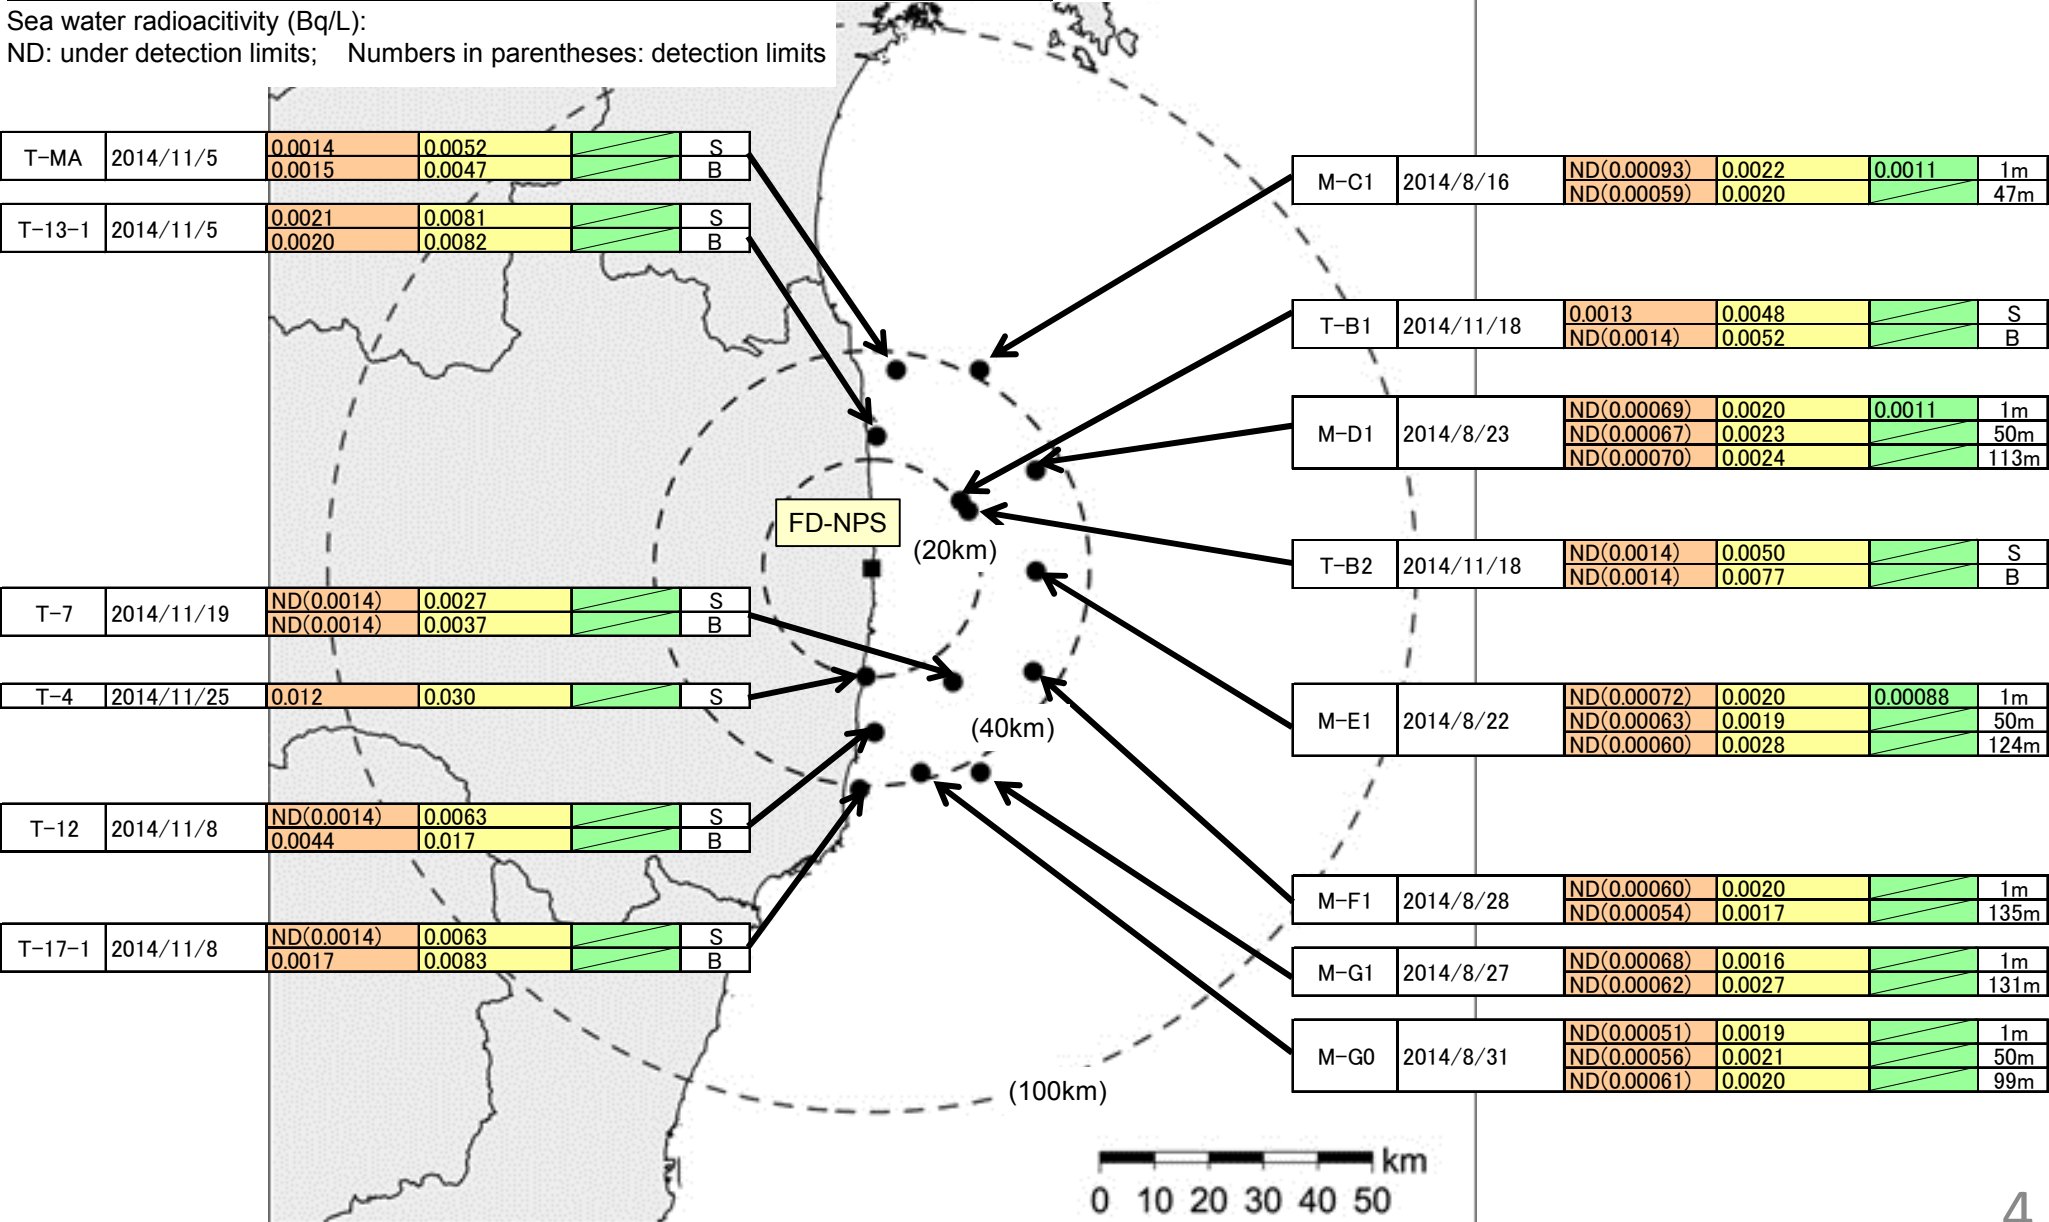 Sea water radioacitivity (Bq/L):
ND: under detection limits; Numbers in parentheses: detection limits
T-MA 2014/11/5 0.0014 0.0052 S
0.0015 0.0047 B
T-13-1 2014/11/5 0.0021 0.0081 S
0.0020 0.0082 B
T-7 2014/11/19 ND(0.0014) 0.0027 S
ND(0.0014) 0.0037 B
T-4 2014/11/25 0.012 0.030 S
T-12 2014/11/8 ND(0.0014) 0.0063 S
0.0044 0.017 B
T-17-1 2014/11/8 ND(0.0014) 0.0063 S
0.0017 0.0083 B
FD-NPS
(20km)
(40km)
(100km)
M-C1 2014/8/16 ND(0.00093) 0.0022 0.0011 1m
ND(0.00059) 0.0020 47m
T-B1 2014/11/18 0.0013 0.0048 S
ND(0.0014) 0.0052 B
M-D1 2014/8/23 ND(0.00069) 0.0020 0.0011 1m
ND(0.00067) 0.0023 50m
ND(0.00070) 0.0024 113m
T-B2 2014/11/18 ND(0.0014) 0.0050 S
ND(0.0014) 0.0077 B
M-E1 2014/8/22 ND(0.00072) 0.0020 0.00088 1m
ND(0.00063) 0.0019 50m
ND(0.00060) 0.0028 124m
M-F1 2014/8/28 ND(0.00060) 0.0020 1m
ND(0.00054) 0.0017 135m
M-G1 2014/8/27 ND(0.00068) 0.0016 1m
ND(0.00062) 0.0027 131m
M-G0 2014/8/31 ND(0.00051) 0.0019 1m
ND(0.00056) 0.0021 50m
ND(0.00061) 0.0020 99m
km
0 10 20 30 40 50
4